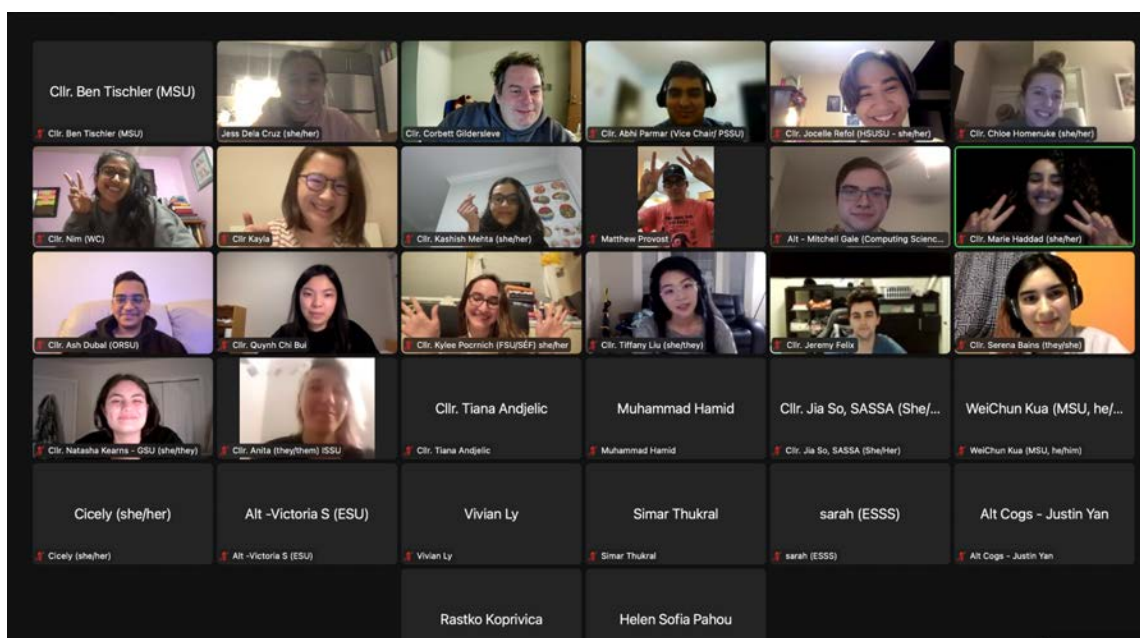 Cllr. Ben Tischler (MSU)
Cllr. Ben Tischler (MSU)
Jess Dela Cruz (she/her)
Cllr. Corbett Gildersleve
Cllr. Abhi Parmar (Vice Chair/ PSSU)
Cllr. Jocelle Refol (HSUSU - she/her)
Cllr. Chloe Homenuke (she/her)
Cllr. Nim (WC)
Cllr Kayla
Cllr. Kashish Mehta (she/her)
Matthew Provost
Alt - Mitchell Gale (Computing Scienc...
Cllr. Marie Haddad (she/her)
Cllr. Ash Dubal (ORSU)
Cllr. Quynh Chi Bui
Cllr. Kylee Pocrnich (FSU/SÉF) she/her
Cllr. Tiffany Liu (she/they)
Cllr. Jeremy Felix
Cllr. Serena Bains (they/she)
Cllr. Natasha Kearns - GSU (she/they)
Cllr. Anita (they/them) ISSU
Cllr. Tiana Andjelic
Muhammad Hamid
Cllr. Jia So, SASSA (She/...
WeiChun Kua (MSU, he/...
Cllr. Tiana Andjelic
Muhammad Hamid
Cllr. Jia So, SASSA (She/Her)
WeiChun Kua (MSU, he/him)
Cicely (she/her)
Alt -Victoria S (ESU)
Vivian Ly
Simar Thukral
sarah (ESSS)
Alt Cogs - Justin Yan
Cicely (she/her)
Alt -Victoria S (ESU)
Vivian Ly
Simar Thukral
sarah (ESSS)
Alt Cogs - Justin Yan
Rastko Koprivica
Helen Sofia Pahou